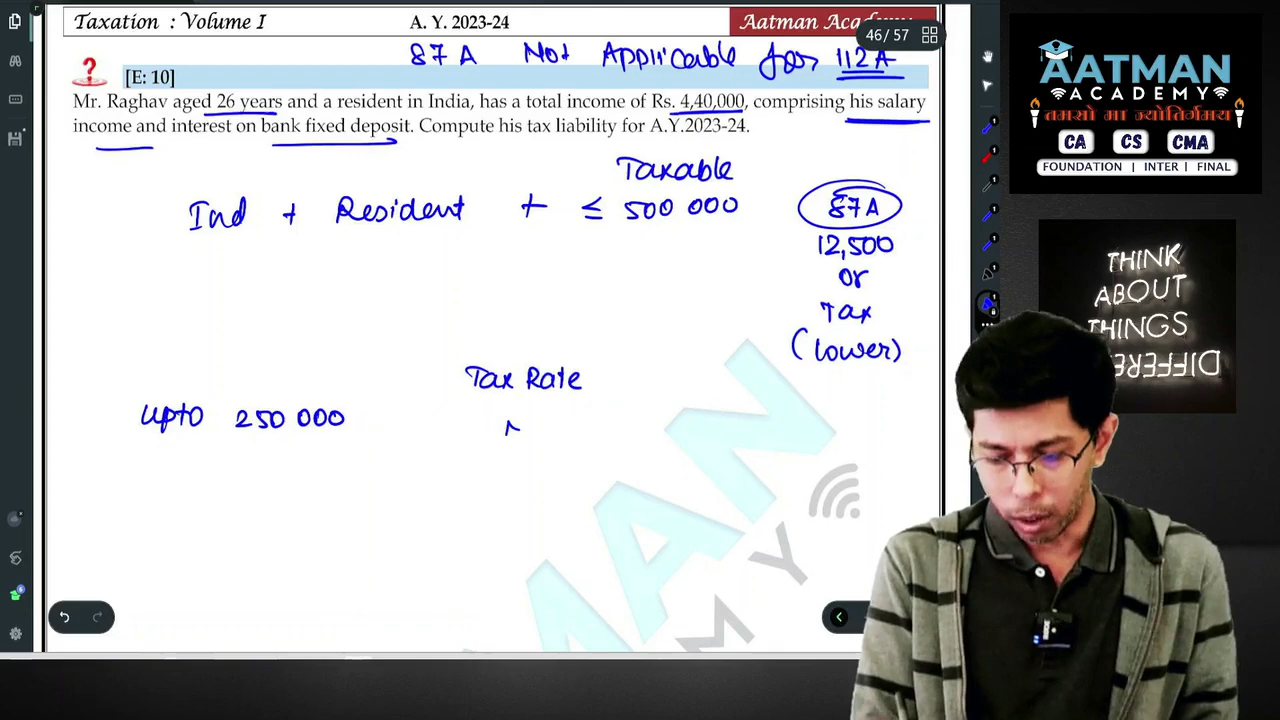 Taxation : Volume I
A. Y. 2023-24
Aatman Academy
46/57
87A Not Applicable for 112A
?
[E: 10]
Mr. Raghav aged 26 years and a resident in India, has a total income of Rs. 4,40,000, comprising his salary
income and interest on bank fixed deposit. Compute his tax liability for A.Y.2023-24.
Taxable
Ind + Resident + ≤ 500 000
87A
12,500
or
Tax
(lower)
Tax Rate
upto 250 000
AATMAN
ACADEMY
तमसो मा ज्योतिर्गमय
CA CS CMA
FOUNDATION | INTER | FINAL
THINK
ABOUT
THINGS